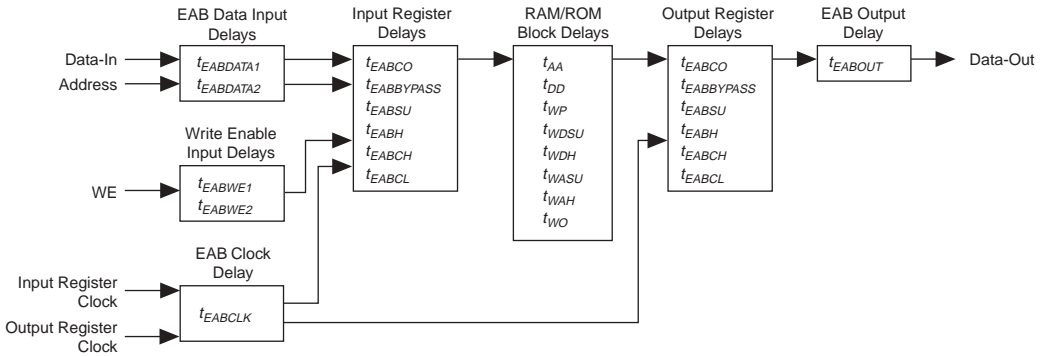 EAB Data Input
Delays
Input Register
Delays
RAM/ROM
Block Delays
Output Register
Delays
EAB Output
Delay
Data-In
Address
tEABDATA1
tEABDATA2
tEABCO
tEABBYPASS
tEABSU
tEABH
tEABCH
tEABCL
tAA
tDD
tWP
tWDSU
tWDH
tWASU
tWAH
tWO
tEABCO
tEABBYPASS
tEABSU
tEABH
tEABCH
tEABCL
tEABOUT
Data-Out
Write Enable
Input Delays
WE
tEABWE1
tEABWE2
EAB Clock
Delay
Input Register
Clock
tEABCLK
Output Register
Clock